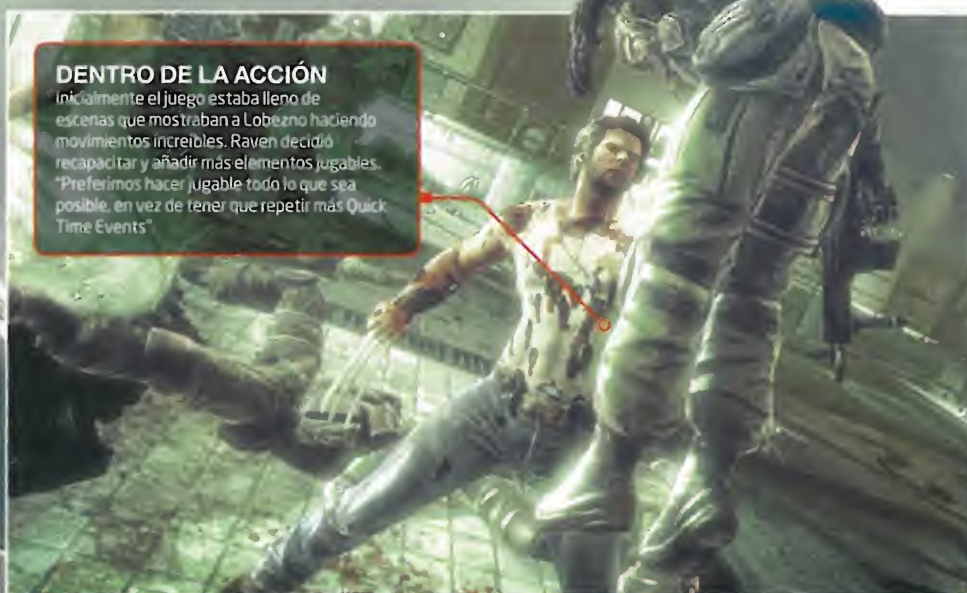 DENTRO DE LA ACCIÓN
Inicialmente el juego estaba lleno de
escenas que mostraban a Lobezno haciendo
movimientos increíbles. Raven decidió
recapacitar y añadir más elementos jugables.
"Preferimos hacer jugable todo lo que sea
posible, en vez de tener que repetir más Quick
Time Events".